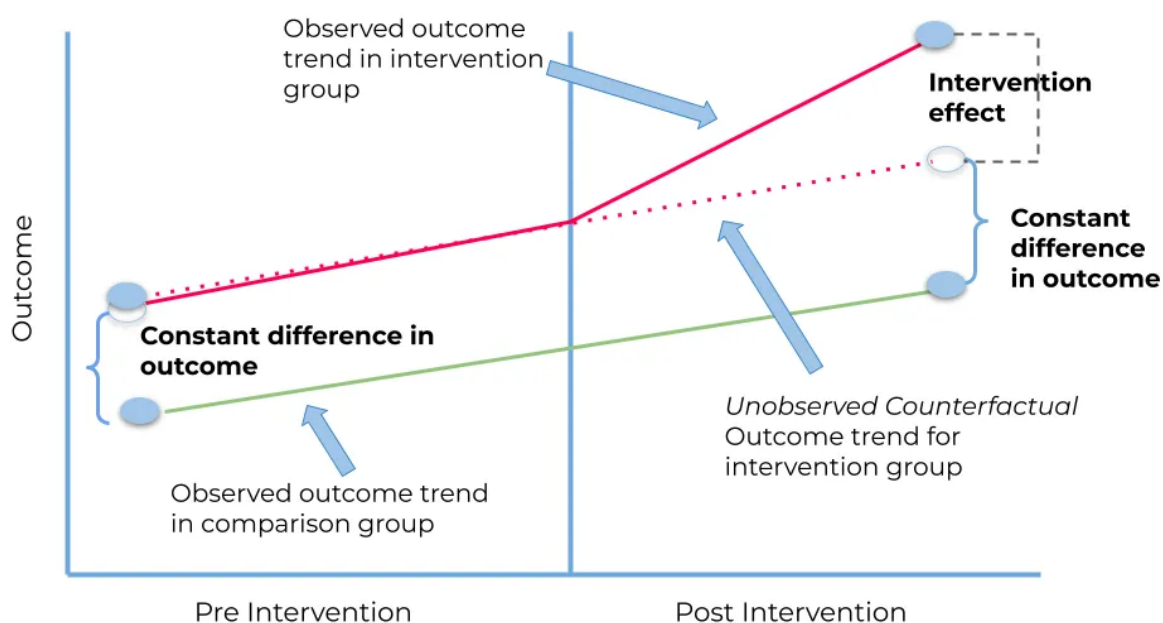 Observed outcome
trend in intervention
group
Intervention
effect
Outcome
Constant
difference
in outcome
Constant difference in
outcome
Unobserved Counterfactual
Outcome trend for
intervention group
Observed outcome trend
in comparison group
Pre Intervention
Post Intervention